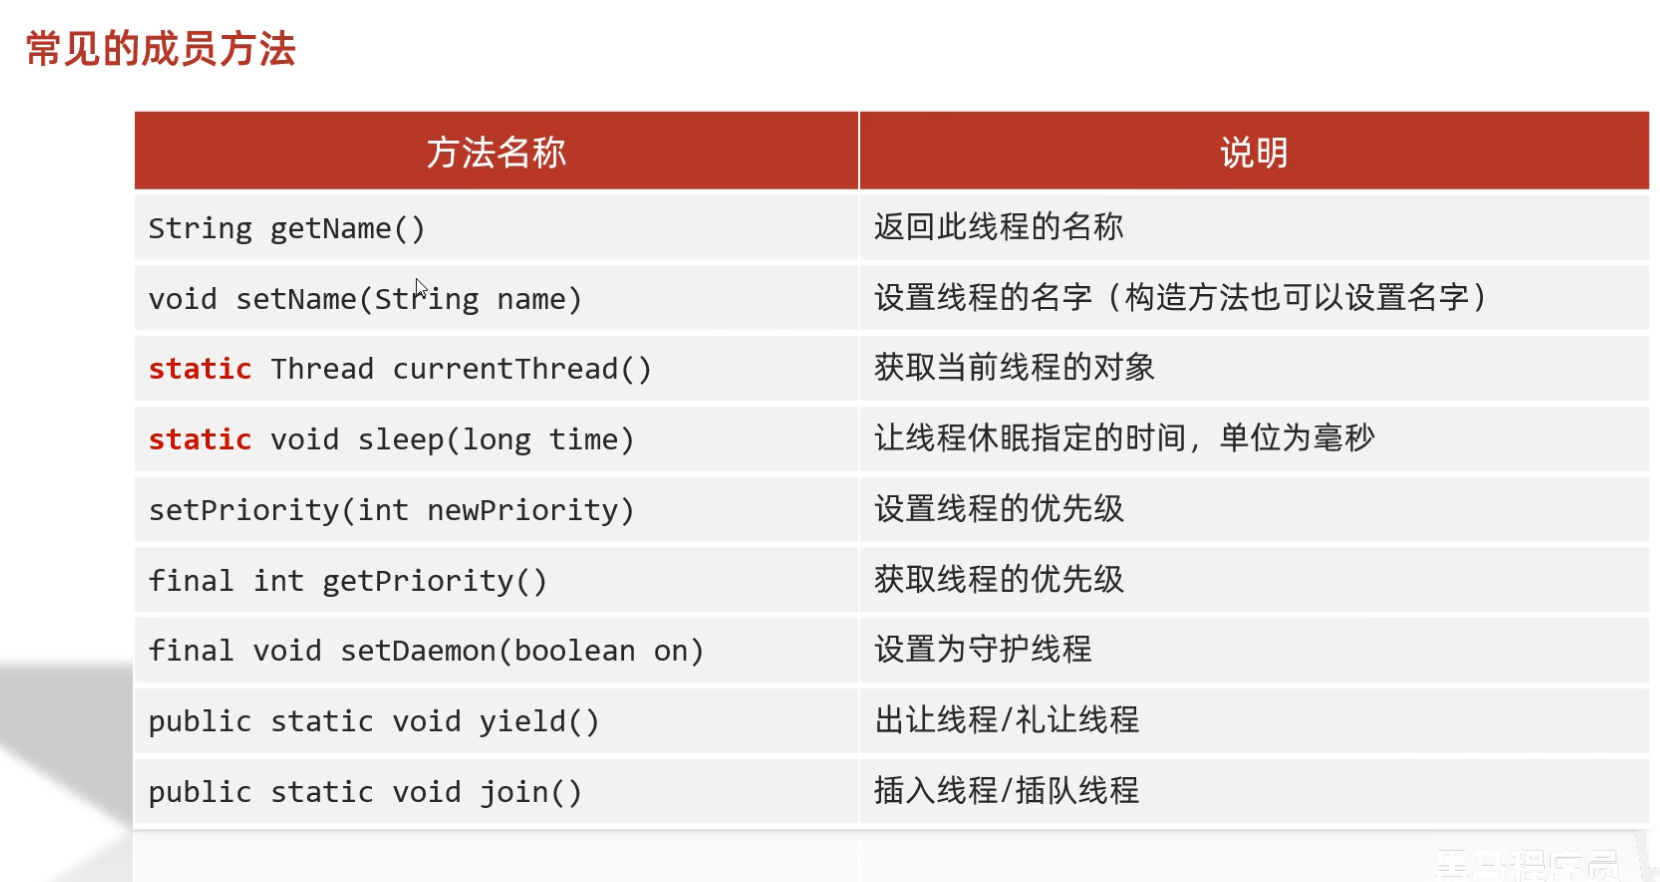 常见的成员方法
方法名称 说明
String getName() 返回此线程的名称
void setName(String name) 设置线程的名字（构造方法也可以设置名字）
static Thread currentThread() 获取当前线程的对象
static void sleep(long time) 让线程休眠指定的时间，单位为毫秒
setPriority(int newPriority) 设置线程的优先级
final int getPriority() 获取线程的优先级
final void setDaemon(boolean on) 设置为守护线程
public static void yield() 出让线程/礼让线程
public static void join() 插入线程/插队线程
黑马程序员